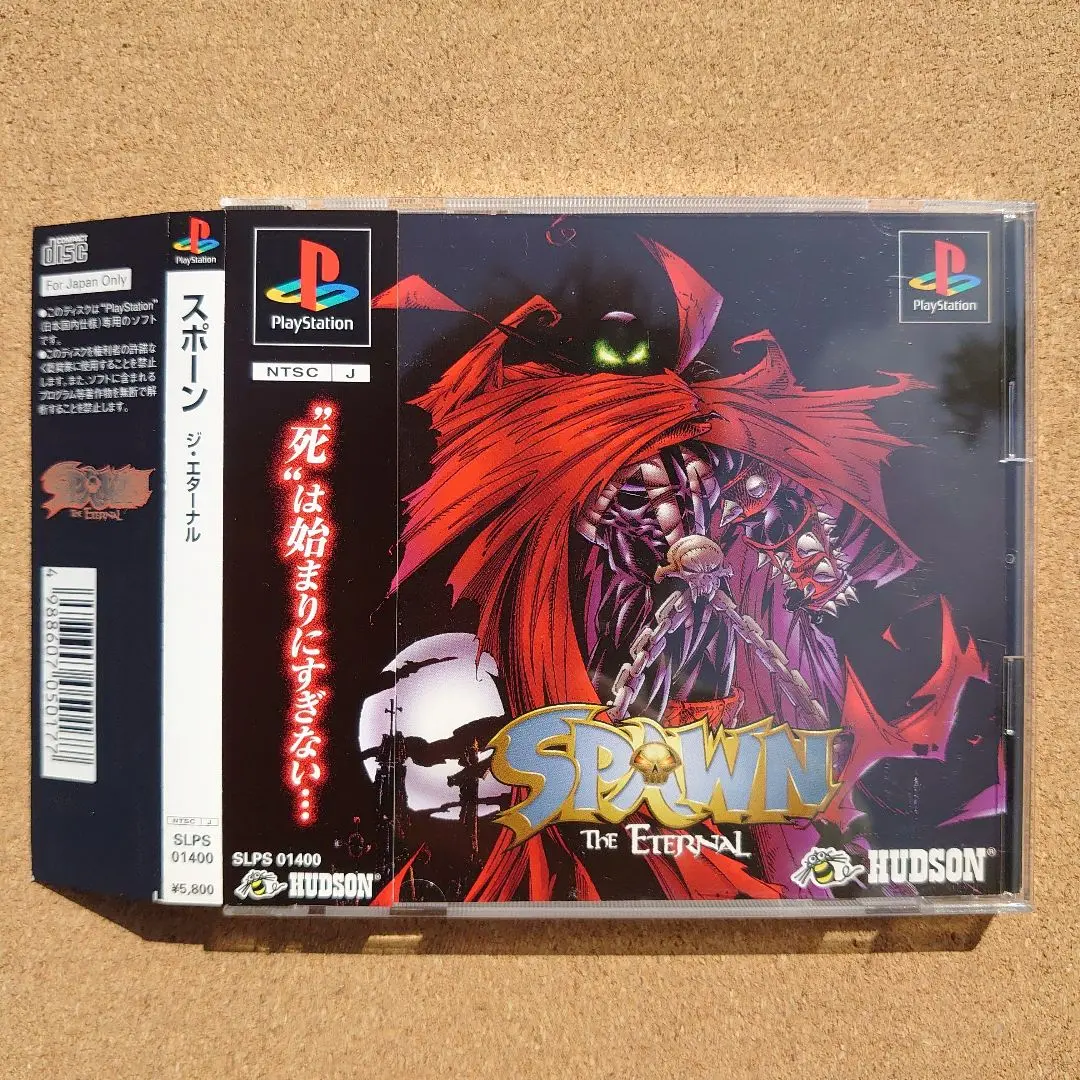 COMPACT
disc
For Japan Only
●このディスクは"PlayStation"
(日本国内仕様)専用のソフト
です。
●このディスクを権利者の許諾な
く賃貸業に使用することを禁止
します。また、ソフトに含まれる
プログラム等著作物を無断で解
断することを禁止します。
SPAWN
THE ETERNAL
4 988607 050177
PlayStation
スポーン
ジ・エターナル
NTSC J
SLPS
01400
¥5,800
PlayStation
NTSC J
"死"は始まりにすぎない…
SLPS 01400
HUDSON®
PlayStation
SPAWN
THE ETERNAL
HUDSON®